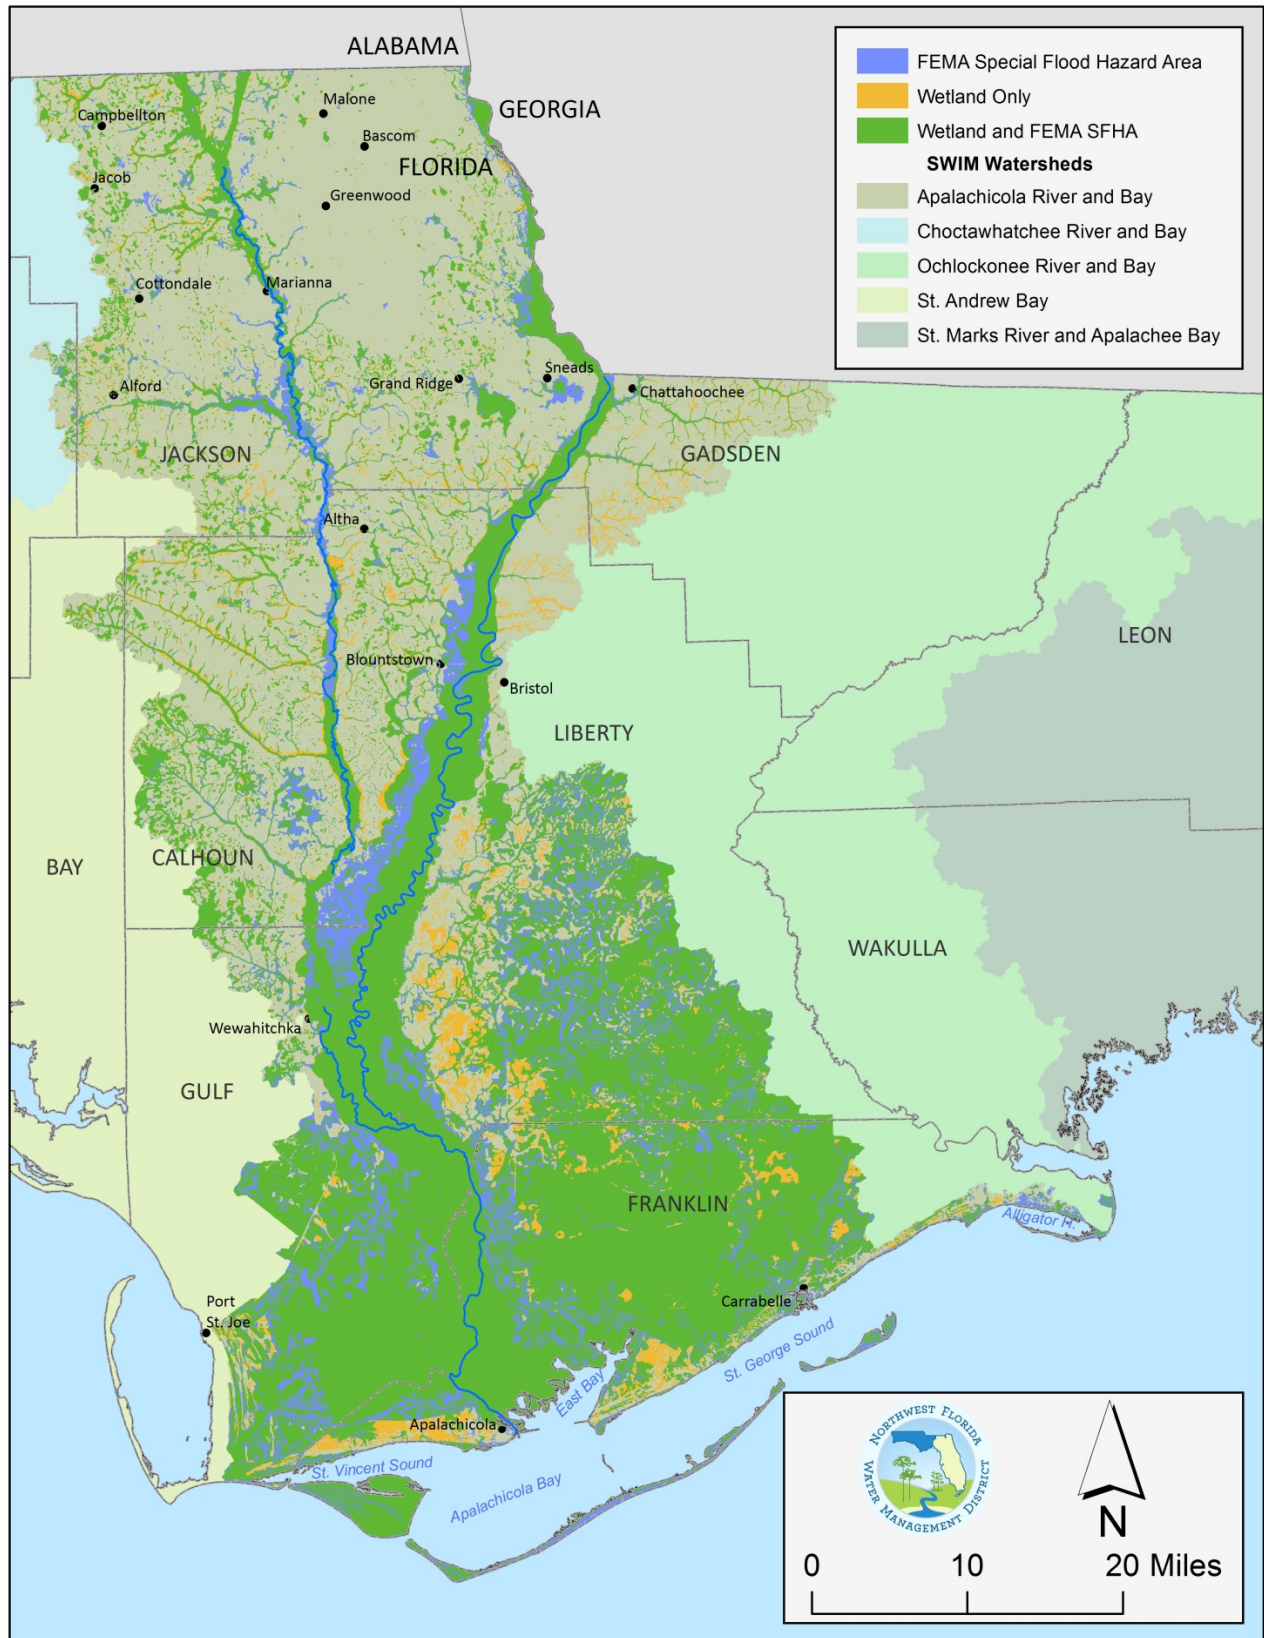 ALABAMA
GEORGIA
FLORIDA
FEMA Special Flood Hazard Area
Wetland Only
Wetland and FEMA SFHA
SWIM Watersheds
Apalachicola River and Bay
Choctawhatchee River and Bay
Ochlockonee River and Bay
St. Andrew Bay
St. Marks River and Apalachee Bay
Campbellton
Malone
Bascom
Jacob
Greenwood
Cottondale
Marianna
Alford
Grand Ridge
Sneads
Chattahoochee
JACKSON
GADSDEN
Altha
LEON
Blountstown
Bristol
LIBERTY
BAY
CALHOUN
WAKULLA
Wewahitchka
GULF
FRANKLIN
Alligator H.
Port
St. Joe
Carrabelle
St. George Sound
East Bay
Apalachicola
St. Vincent Sound
Apalachicola Bay
NORTHWEST FLORIDA
WATER MANAGEMENT DISTRICT
N
0 10 20 Miles